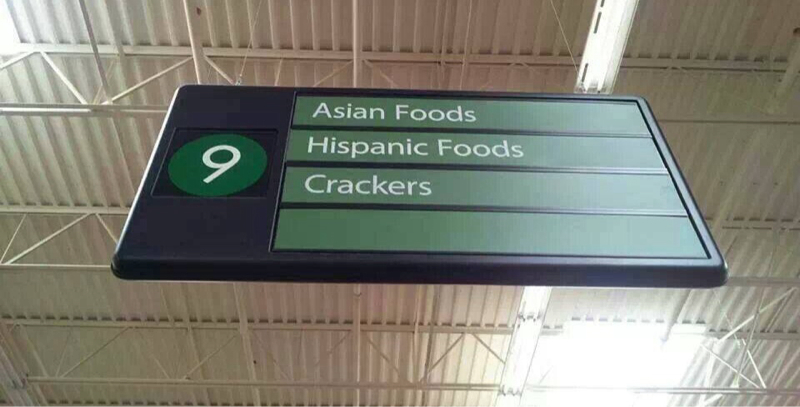 9
Asian Foods
Hispanic Foods
Crackers